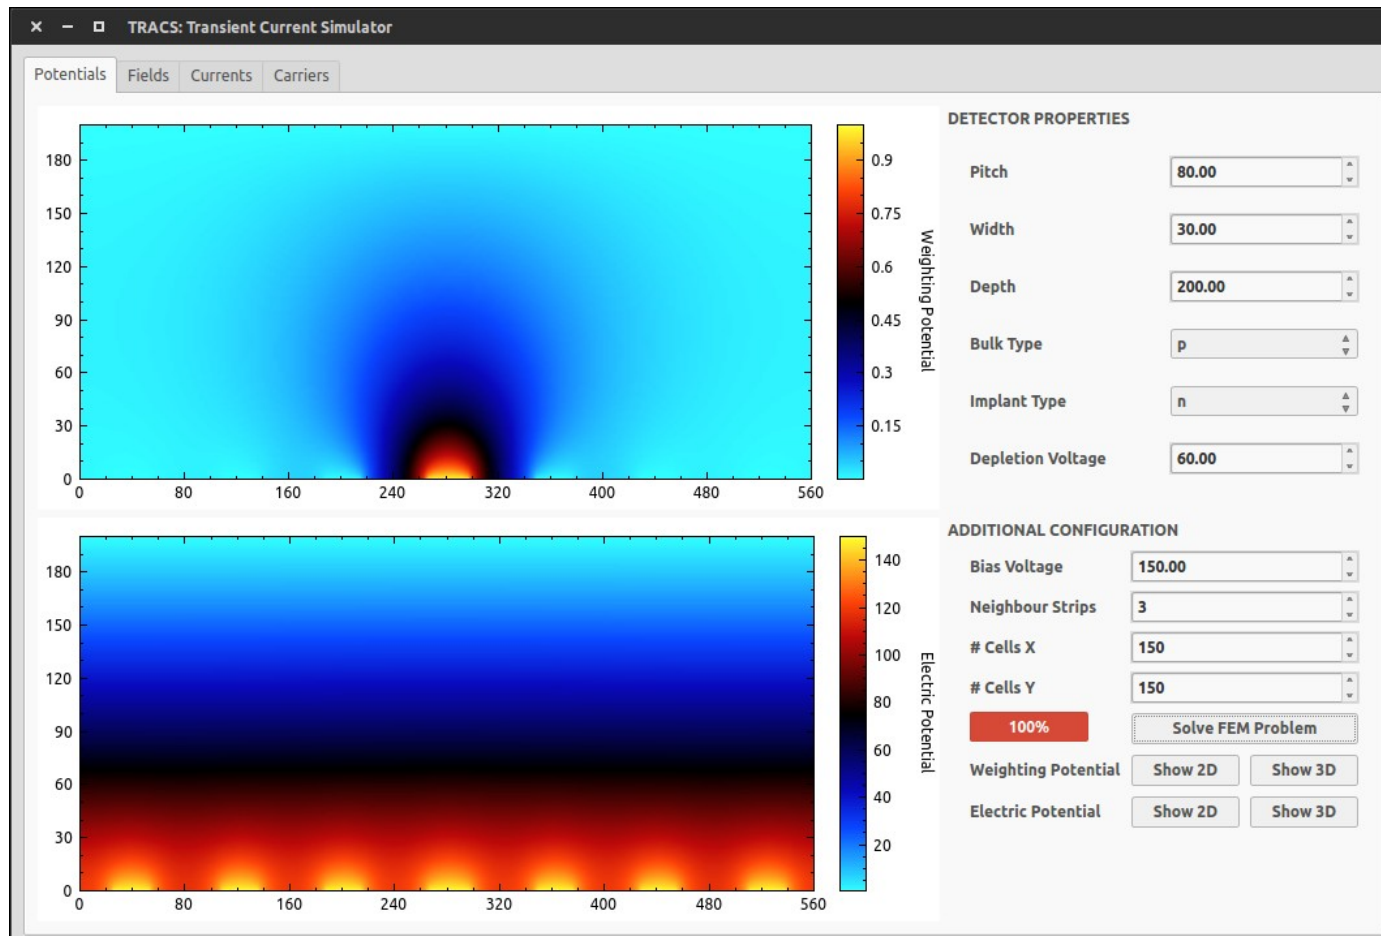 TRACS: Transient Current Simulator
Potentials Fields Currents Carriers
180
150
120
90
60
30
0
0 80 160 240 320 400 480 560
0.9
0.75
0.6
0.45
0.3
0.15
Weighting Potential
180
150
120
90
60
30
0
0 80 160 240 320 400 480 560
140
120
100
80
60
40
20
Electric Potential
DETECTOR PROPERTIES
Pitch 80.00
Width 30.00
Depth 200.00
Bulk Type p
Implant Type n
Depletion Voltage 60.00
ADDITIONAL CONFIGURATION
Bias Voltage 150.00
Neighbour Strips 3
# Cells X 150
# Cells Y 150
100% Solve FEM Problem
Weighting Potential Show 2D Show 3D
Electric Potential Show 2D Show 3D